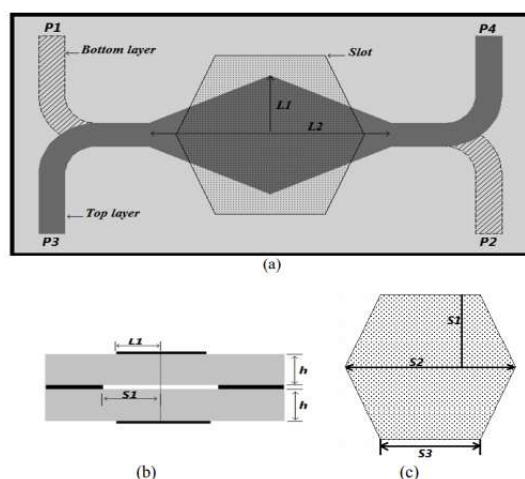 P1
P4
Bottom layer
Slot
L1
L2
Top layer
P3
P2
(a)
L1
h
S1
h
S1
S2
S3
(b)
(c)